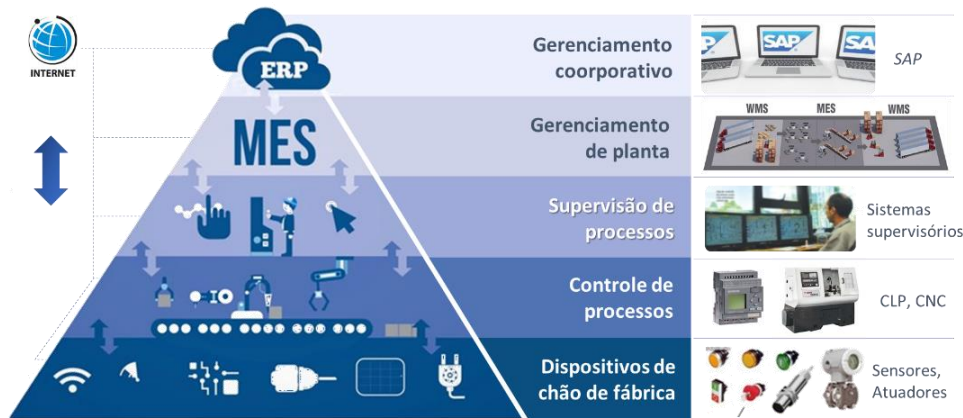 INTERNET
ERP
Gerenciamento
coorporativo
SAP
SAP
SA
SAP
MES
Gerenciamento
de planta
WMS
MES
WMS
Supervisão de
processos
Sistemas
supervisórios
Controle de
processos
CLP, CNC
Dispositivos de
chão de fábrica
Sensores,
Atuadores